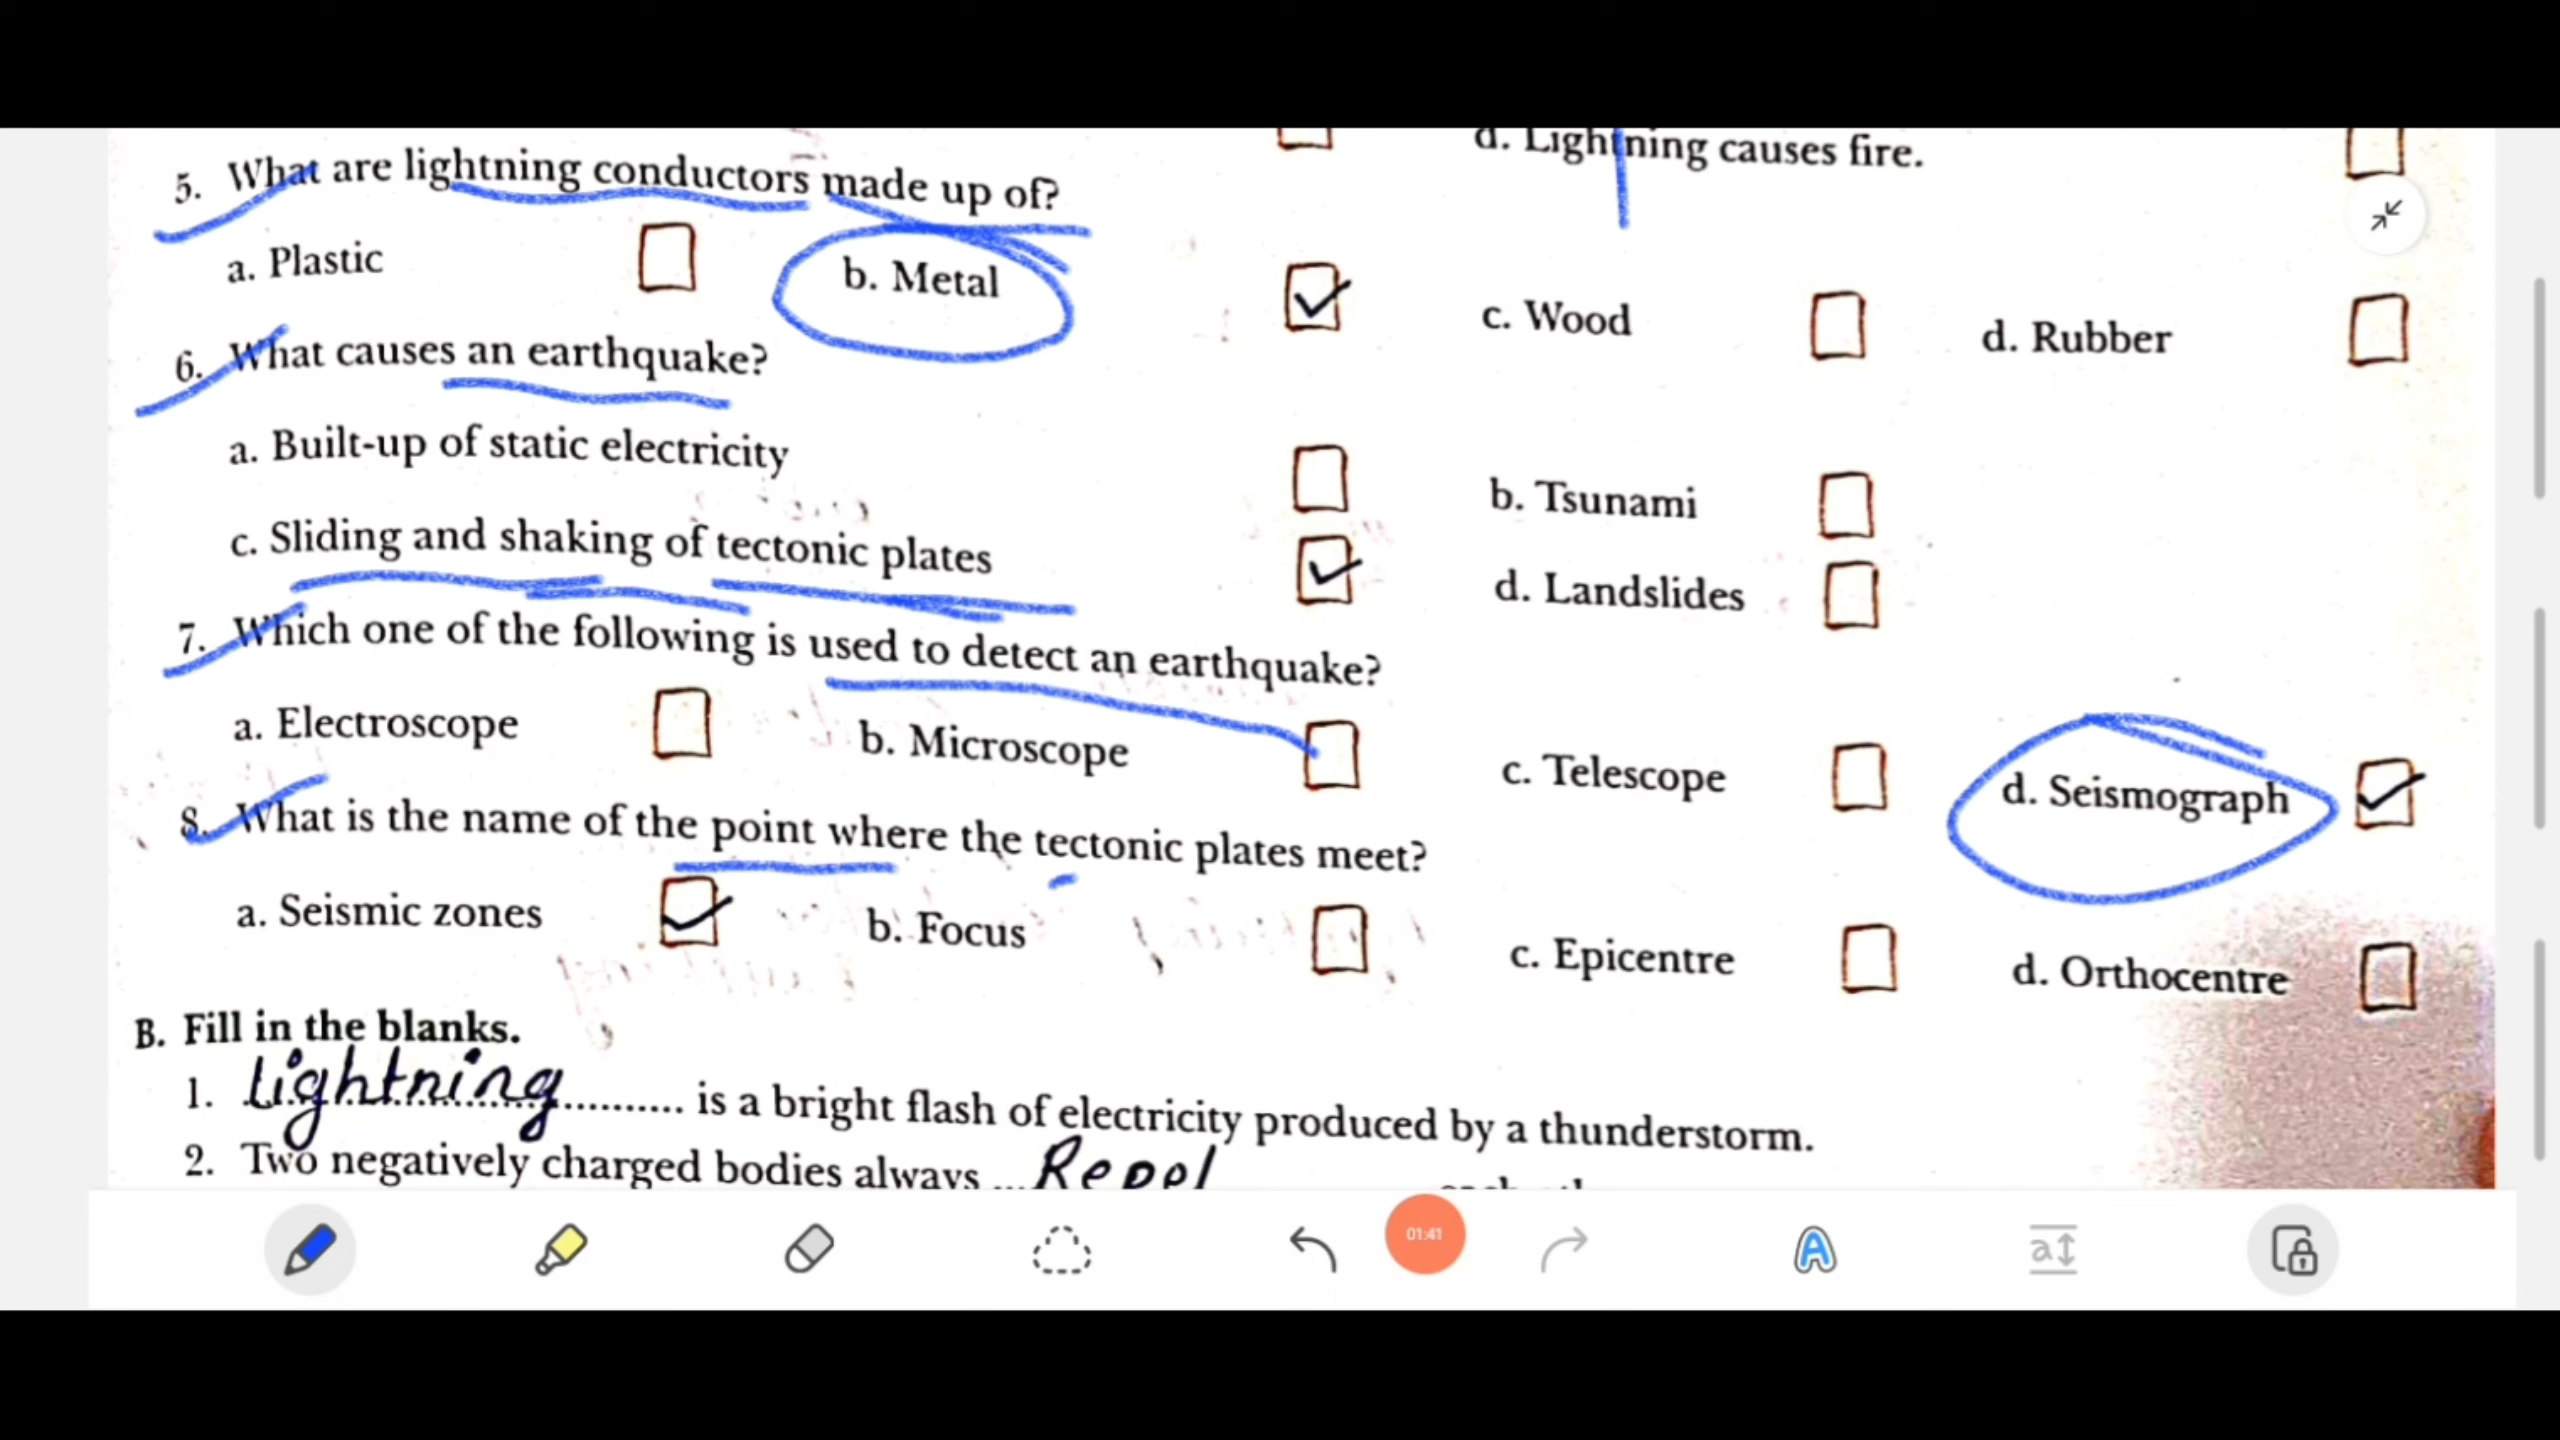 d. Lightning causes fire.
5. What are lightning conductors made up of?
a. Plastic b. Metal c. Wood d. Rubber
6. What causes an earthquake?
a. Built-up of static electricity b. Tsunami
c. Sliding and shaking of tectonic plates d. Landslides
7. Which one of the following is used to detect an earthquake?
a. Electroscope b. Microscope c. Telescope d. Seismograph
8. What is the name of the point where the tectonic plates meet?
a. Seismic zones b. Focus c. Epicentre d. Orthocentre
B. Fill in the blanks.
1. Lightning .......... is a bright flash of electricity produced by a thunderstorm.
2. Two negatively charged bodies always ... Repel
01:41
A
a